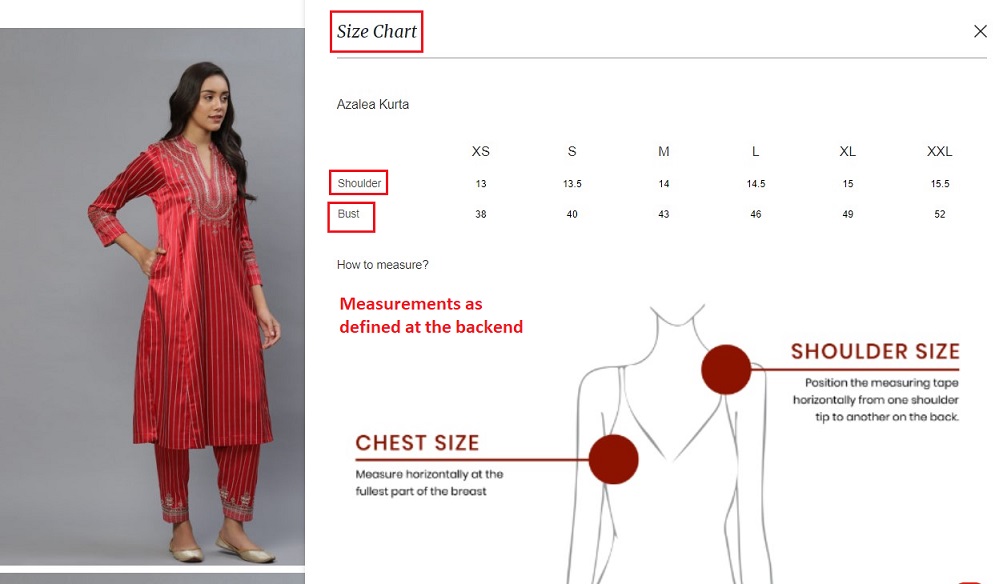 Size Chart
Azalea Kurta
XS S M L XL XXL
Shoulder 13 13.5 14 14.5 15 15.5
Bust 38 40 43 46 49 52
How to measure?
Measurements as
defined at the backend
SHOULDER SIZE
Position the measuring tape
horizontally from one shoulder
tip to another on the back.
CHEST SIZE
Measure horizontally at the
fullest part of the breast